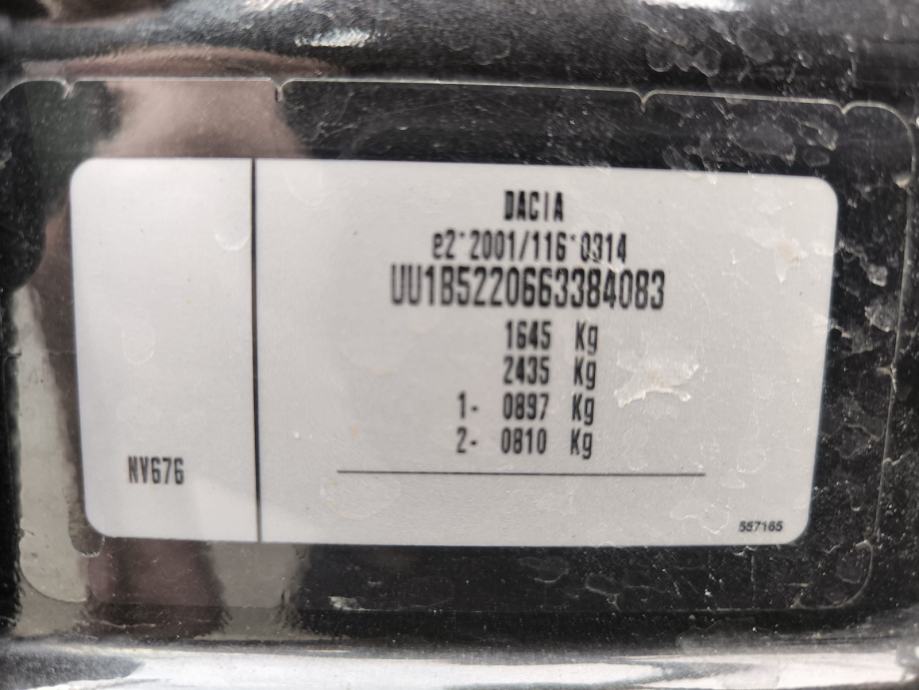 DACIA
e2*2001/116*0314
UU1B5220663384083
1645 Kg
2435 Kg
1- 0897 Kg
2- 0810 Kg
NV676
557165